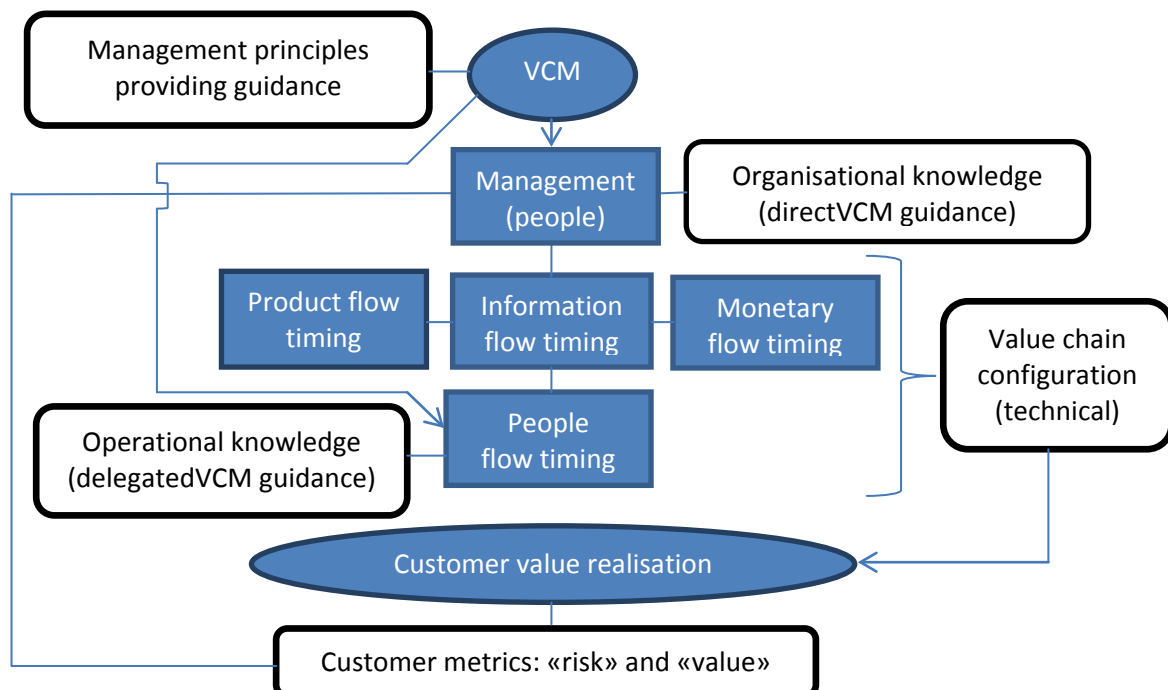 Management principles
providing guidance
VCM
Management
(people)
Organisational knowledge
(directVCM guidance)
Product flow
timing
Information
flow timing
Monetary
flow timing
Value chain
configuration
(technical)
People
flow timing
Operational knowledge
(delegatedVCM guidance)
Customer value realisation
Customer metrics: «risk» and «value»